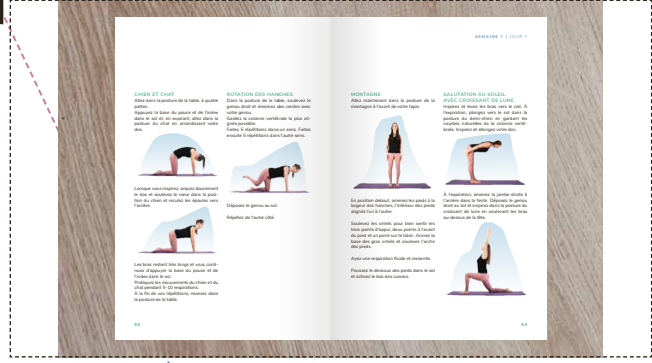 SEMAINE 1 / JOUR 7
CHIEN ET CHAT
Allez dans la posture de la table, à quatre
pattes.
Appuyez la base du pouce et de l'index
dans le sol et, en expirant, allez dans la
posture du chat en arrondissant votre
dos.
Lorsque vous inspirez, arquez doucement
le dos et soulevez le cœur dans la posi-
tion du chien et reculez les épaules vers
l'arrière.
Les bras restent très longs et vous conti-
nuez d'appuyer la base du pouce et de
l'index dans le sol.
Pratiquez les mouvements du chien et du
chat pendant 5-10 respirations.
À la fin de vos répétitions, revenez dans
la posture de la table.
ROTATION DES HANCHES
Dans la posture de la table, soulevez le
genou droit et dessinez des cercles avec
votre genou.
Gardez la colonne vertébrale la plus ali-
gnée possible.
Faites 5 répétitions dans un sens. Faites
ensuite 5 répétitions dans l'autre sens.
Déposez le genou au sol.
Répétez de l'autre côté.
MONTAGNE
Allez maintenant dans la posture de la
montagne à l'avant de votre tapis.
En position debout, amenez les pieds à la
largeur des hanches, l'intérieur des pieds
alignés l'un à l'autre.
Soulevez les orteils pour bien sentir les
trois points d'appui, deux points à l'avant
du pied et un point sur le talon. Ancrez la
base des gros orteils et soulevez l'arche
des pieds.
Ayez une respiration fluide et ressentie.
Poussez le dessous des pieds dans le sol
et activez le bas des cuisses.
SALUTATION AU SOLEIL
AVEC CROISSANT DE LUNE
Inspirez et levez les bras vers le ciel. À
l'expiration, plongez vers le sol dans la
posture du demi-chien en gardant les
courbes naturelles de la colonne verté-
brale. Inspirez et allongez votre dos.
À l'expiration, amenez la jambe droite à
l'arrière dans la fente. Déposez le genou
droit au sol et inspirez dans la posture du
croissant de lune en soulevant les bras
au-dessus de la tête.